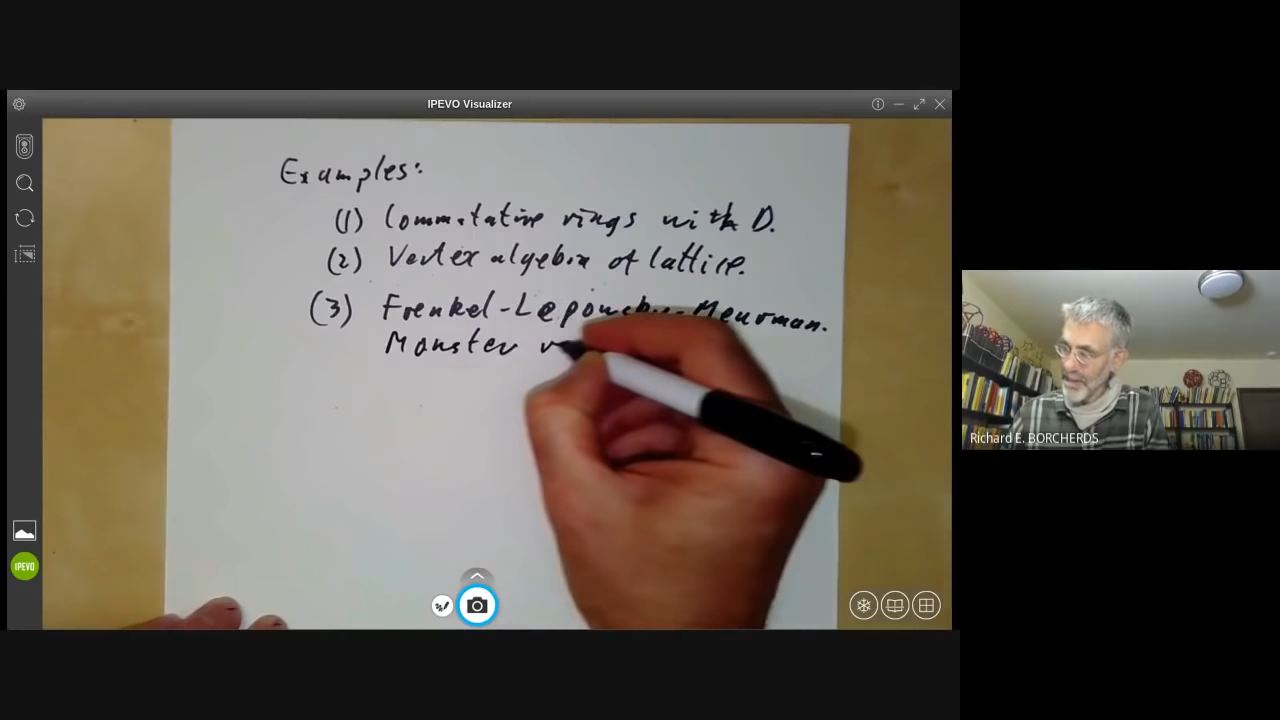 IPEVO Visualizer
Examples:
(1) Commutative rings with D.
(2) Vertex algebra of lattice.
(3) Frenkel-Lepowsky-Meurman.
Monster v
Richard E. BORCHERDS
IPEVO